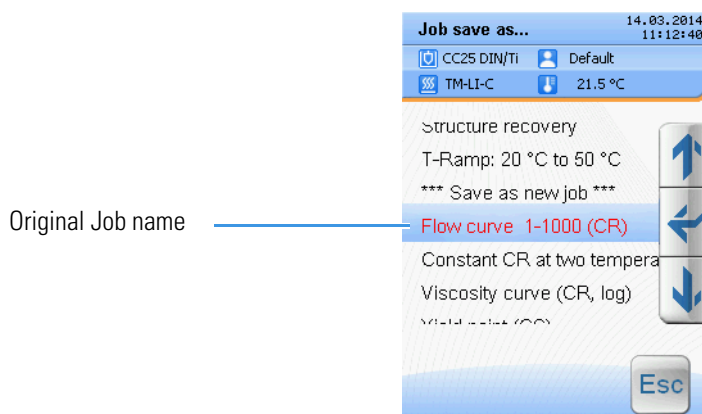 Job save as...
14.03.2014
11:12:40
CC25 DIN/Ti
Default
TM-LI-C
21.5 °C
Structure recovery
T-Ramp: 20 °C to 50 °C
*** Save as new job ***
Original Job name
Flow curve 1-1000 (CR)
Constant CR at two tempera
Viscosity curve (CR, log)
Esc